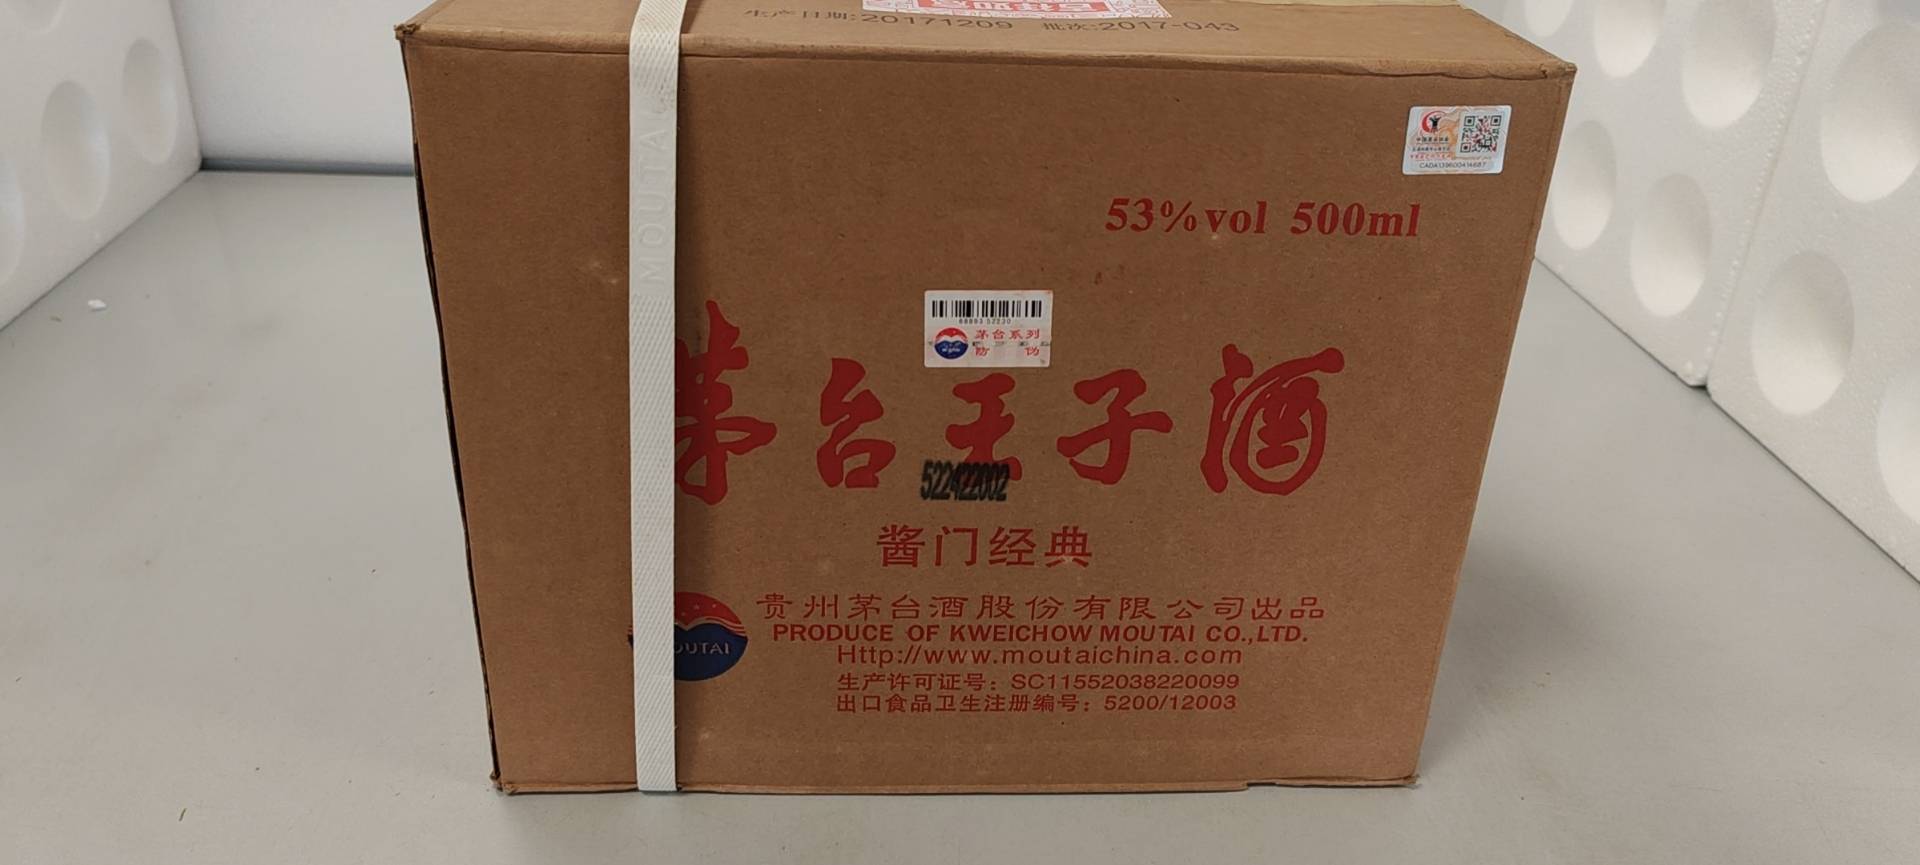 生产日期:20171209 批次:2017-043
CADA139600414687
53%vol 500ml
MOUTAI
茅台系列
防 伪
茅台王子酒
522422002
酱门经典
贵州茅台酒股份有限公司出品
PRODUCE OF KWEICHOW MOUTAI CO.,LTD.
OUTAI
Http://www.moutaichina.com
生产许可证号：SC11552038220099
出口食品卫生注册编号：5200/12003